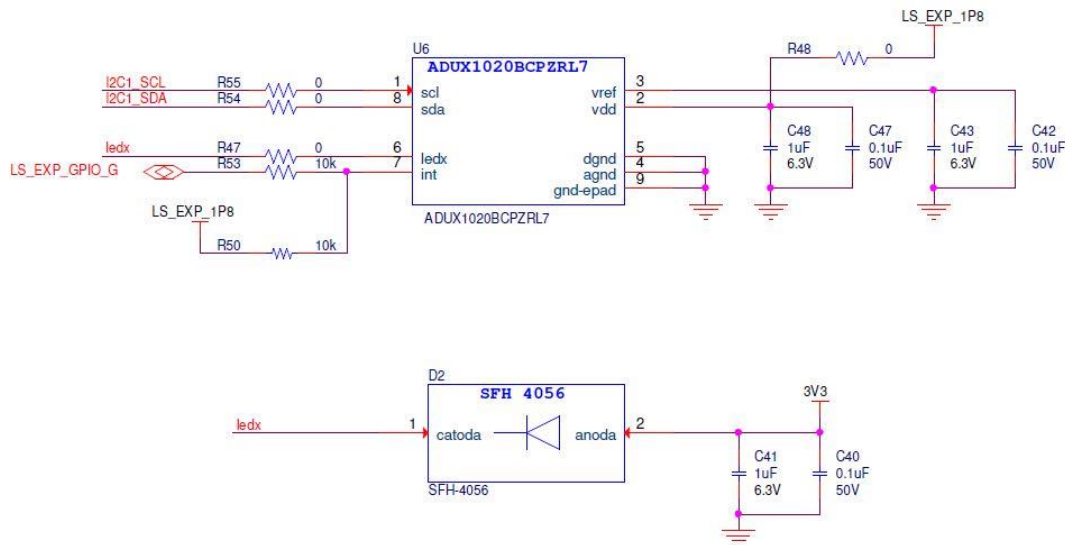 LS_EXP_1P8
R48 0
U6
ADUX1020BCPZRL7
I2C1_SCL R55 0 1 scl
I2C1_SDA R54 0 8 sda
vref 3
vdd 2
ledx R47 0 6 ledx
LS_EXP_GPIO_G R53 10k 7 int
dgnd 5
agnd 4
gnd-epad 9
C48
1uF
6.3V
C47
0.1uF
50V
C43
1uF
6.3V
C42
0.1uF
50V
LS_EXP_1P8
ADUX1020BCPZRL7
R50 10k
D2
SFH 4056
3V3
ledx 1 catoda anoda 2
SFH-4056
C41
1uF
6.3V
C40
0.1uF
50V